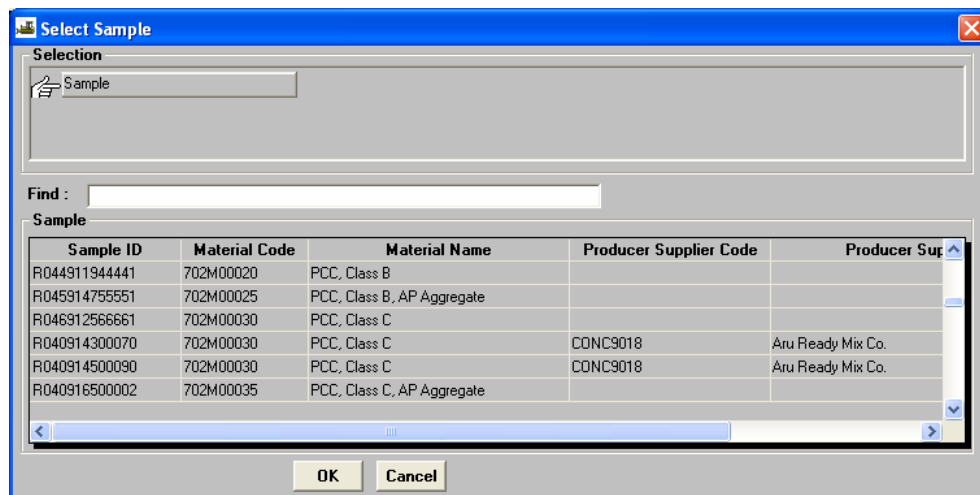 Select Sample
Selection
Sample
Find :
Sample
Sample ID Material Code Material Name Producer Supplier Code Producer Sup
R044911944441 702M00020 PCC, Class B
R045914755551 702M00025 PCC, Class B, AP Aggregate
R046912566661 702M00030 PCC, Class C
R040914300070 702M00030 PCC, Class C CONC9018 Aru Ready Mix Co.
R040914500090 702M00030 PCC, Class C CONC9018 Aru Ready Mix Co.
R040916500002 702M00035 PCC, Class C, AP Aggregate
OK Cancel